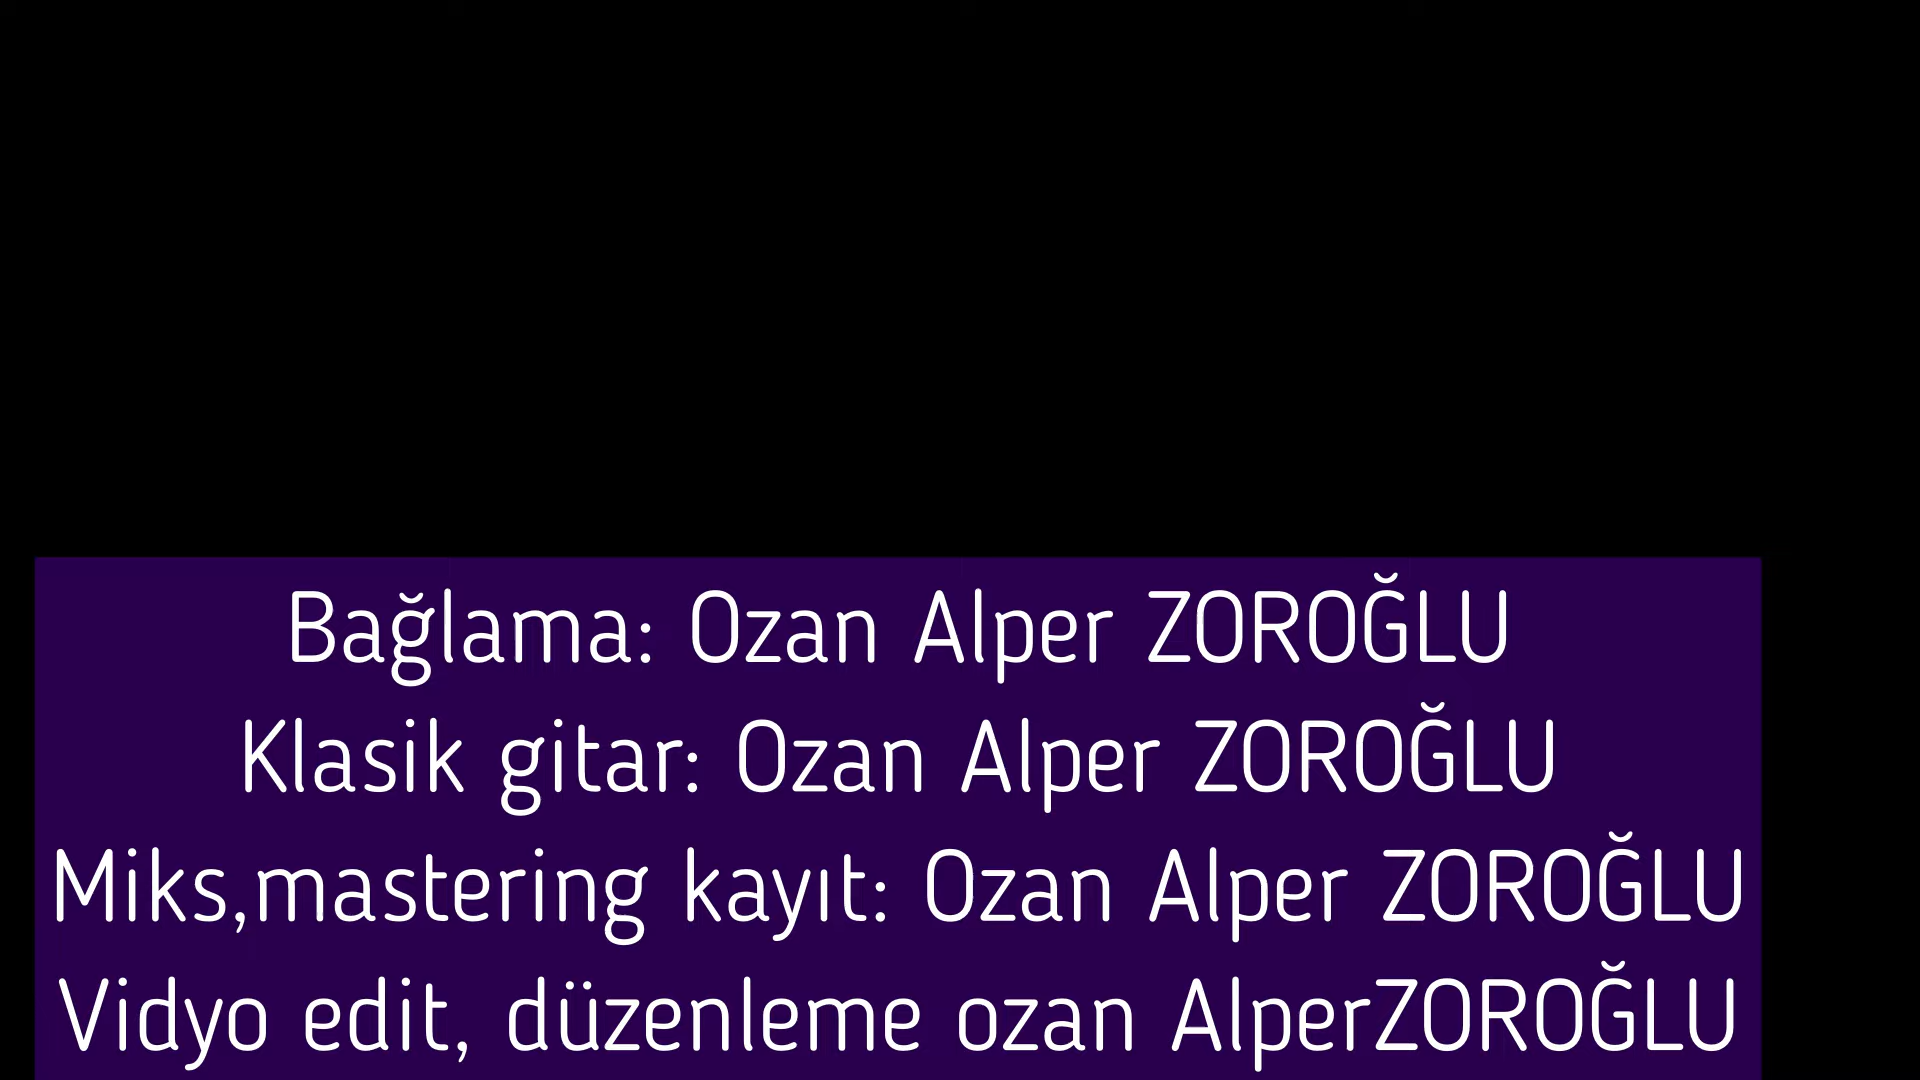 Bağlama: Ozan Alper ZOROĞLU
Klasik gitar: Ozan Alper ZOROĞLU
Miks,mastering kayıt: Ozan Alper ZOROĞLU
Vidyo edit, düzenleme ozan AlperZOROĞLU